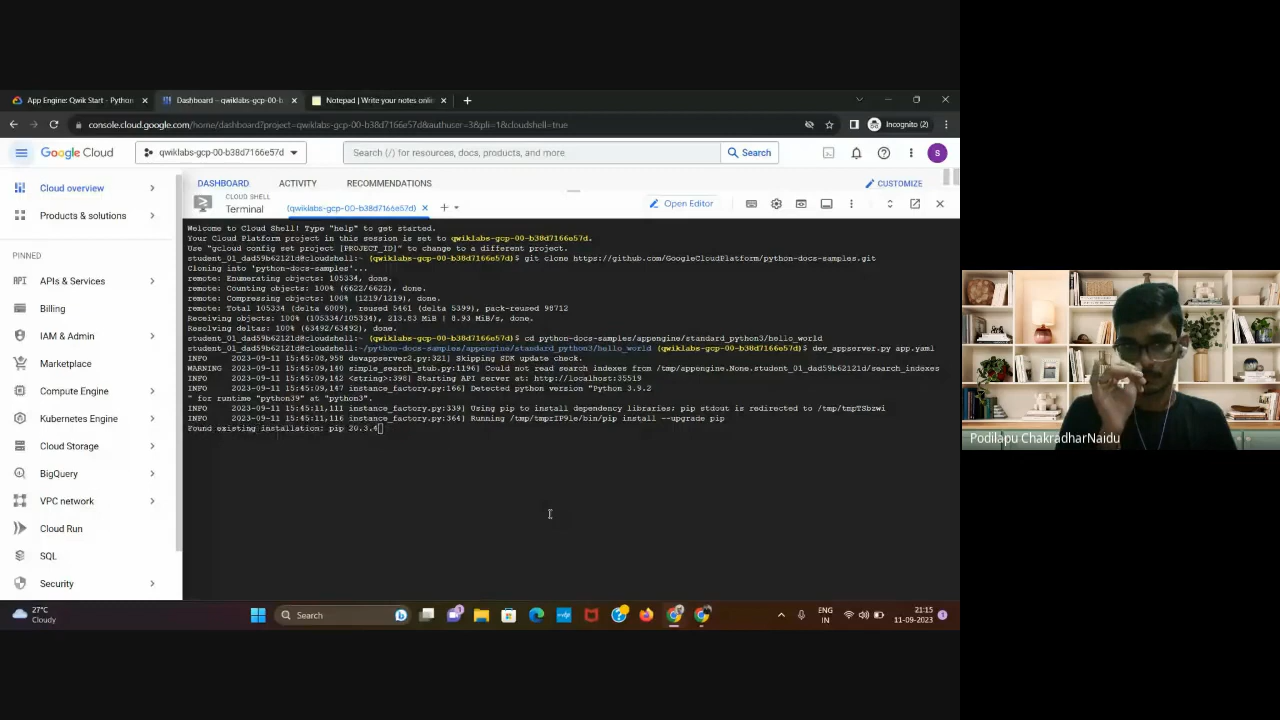 App Engine: Qwik Start - Python
Dashboard – qwiklabs-gcp-00-b
Notepad | Write your notes onlin
console.cloud.google.com/home/dashboard?project=qwiklabs-gcp-00-b38d7166e57d&authuser=3&pli=1&cloudshell=true
Incognito (2)
Google Cloud
qwiklabs-gcp-00-b38d7166e57d
Search (/) for resources, docs, products, and more
Search
S
Cloud overview
Products & solutions
PINNED
APIs & Services
Billing
IAM & Admin
Marketplace
Compute Engine
Kubernetes Engine
Cloud Storage
BigQuery
VPC network
Cloud Run
SQL
Security
DASHBOARD
ACTIVITY
RECOMMENDATIONS
CUSTOMIZE
CLOUD SHELL
Terminal
(qwiklabs-gcp-00-b38d7166e57d)
Open Editor
Welcome to Cloud Shell! Type "help" to get started.
Your Cloud Platform project in this session is set to qwiklabs-gcp-00-b38d7166e57d.
Use "gcloud config set project [PROJECT_ID]" to change to a different project.
student_01_dad59b62121d@cloudshell:~ (qwiklabs-gcp-00-b38d7166e57d)$ git clone https://github.com/GoogleCloudPlatform/python-docs-samples.git
Cloning into 'python-docs-samples'...
remote: Enumerating objects: 105334, done.
remote: Counting objects: 100% (6622/6622), done.
remote: Compressing objects: 100% (1219/1219), done.
remote: Total 105334 (delta 6009), reused 5461 (delta 5399), pack-reused 98712
Receiving objects: 100% (105334/105334), 213.83 MiB | 8.93 MiB/s, done.
Resolving deltas: 100% (63492/63492), done.
student_01_dad59b62121d@cloudshell:~ (qwiklabs-gcp-00-b38d7166e57d)$ cd python-docs-samples/appengine/standard_python3/hello_world
student_01_dad59b62121d@cloudshell:~/python-docs-samples/appengine/standard_python3/hello_world (qwiklabs-gcp-00-b38d7166e57d)$ dev_appserver.py app.yaml
INFO 2023-09-11 15:45:08,958 devappserver2.py:321] Skipping SDK update check.
WARNING 2023-09-11 15:45:09,140 simple_search_stub.py:1196] Could not read search indexes from /tmp/appengine.None.student_01_dad59b62121d/search_indexes
INFO 2023-09-11 15:45:09,142 <string>:398] Starting API server at: http://localhost:35519
INFO 2023-09-11 15:45:09,147 instance_factory.py:166] Detected python version "Python 3.9.2
" for runtime "python39" at "python3".
INFO 2023-09-11 15:45:11,111 instance_factory.py:339] Using pip to install dependency libraries; pip stdout is redirected to /tmp/tmpTSbzwi
INFO 2023-09-11 15:45:11,116 instance_factory.py:364] Running /tmp/tmprIP9le/bin/pip install --upgrade pip
Found existing installation: pip 20.3.4
Podilapu ChakradharNaidu
27°C
Cloudy
Search
ENG
IN
21:15
11-09-2023